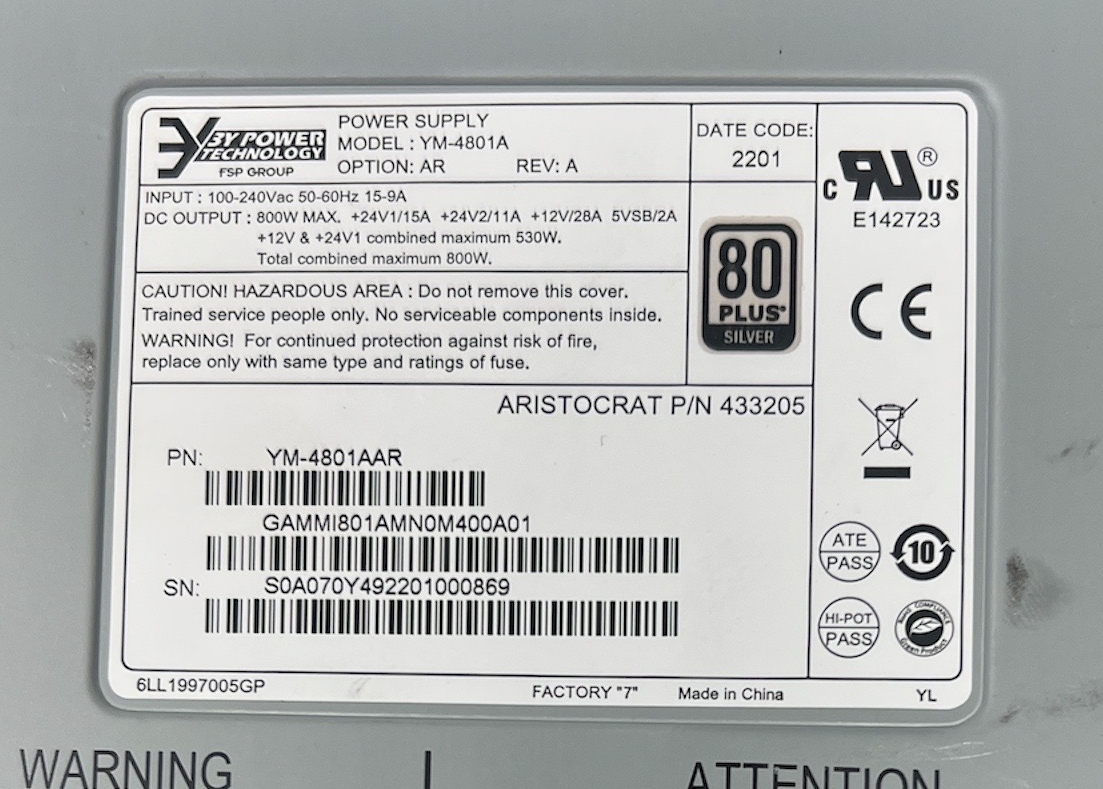 3Y POWER
TECHNOLOGY
FSP GROUP
POWER SUPPLY
MODEL : YM-4801A
OPTION: AR REV: A
DATE CODE:
2201
INPUT : 100-240Vac 50-60Hz 15-9A
DC OUTPUT : 800W MAX. +24V1/15A +24V2/11A +12V/28A 5VSB/2A
+12V & +24V1 combined maximum 530W.
Total combined maximum 800W.
CAUTION! HAZARDOUS AREA : Do not remove this cover.
Trained service people only. No serviceable components inside.
WARNING! For continued protection against risk of fire,
replace only with same type and ratings of fuse.
80
PLUS®
SILVER
C RU US ®
E142723
CE
ARISTOCRAT P/N 433205
PN: YM-4801AAR
GAMMI801AMN0M400A01
SN: S0A070Y492201000869
ATE
PASS
10
HI-POT
PASS
RoHS COMPLIANCE
Green Product
6LL1997005GP FACTORY "7" Made in China YL
WARNING ATTENTION